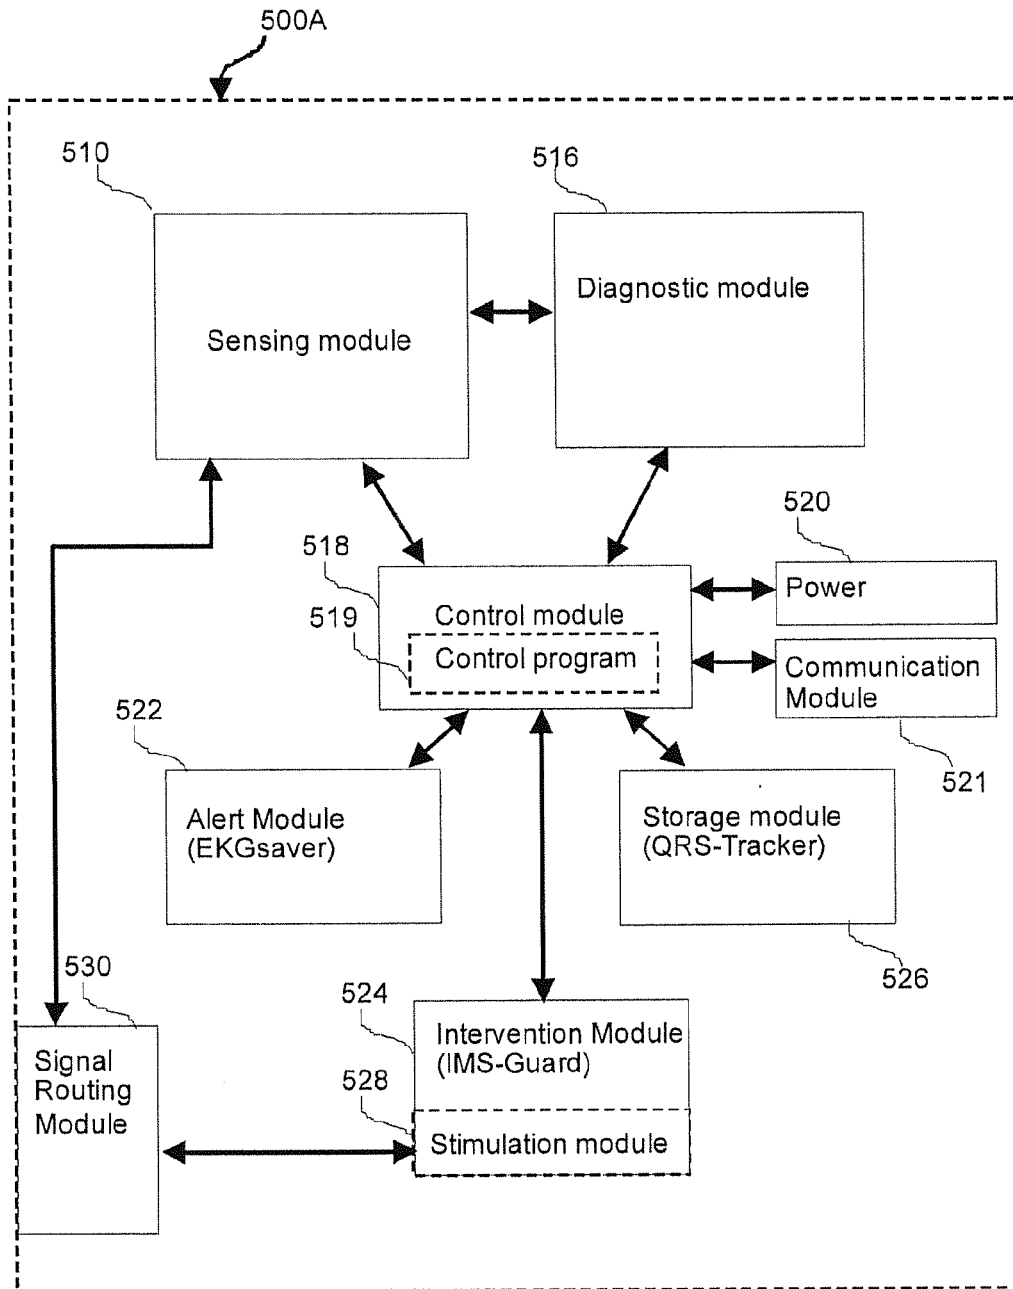 500A
510
516
Sensing module
Diagnostic module
518
519
520
Control module
Control program
Power
Communication
Module
521
522
Alert Module
(EKGsaver)
Storage module
(QRS-Tracker)
526
530
524
Signal
Routing
Module
Intervention Module
(IMS-Guard)
528
Stimulation module